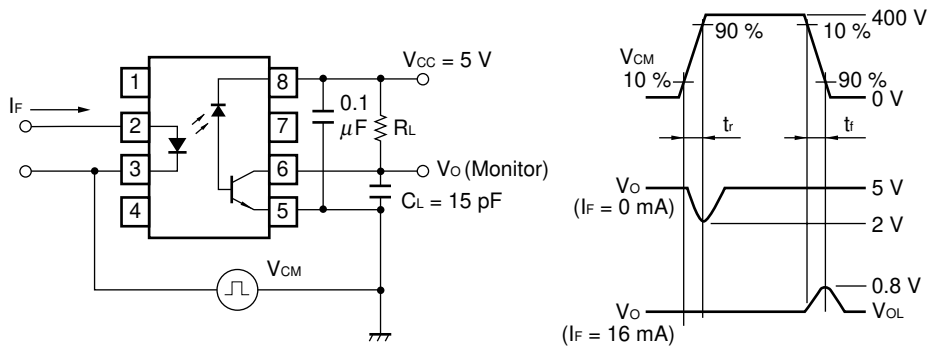 IF
1
2
3
4
8
7
6
5
VCC = 5 V
0.1
μF
RL
VO (Monitor)
CL = 15 pF
VCM
400 V
90 %
10 %
VCM
10 %
90 %
0 V
tr
tf
VO
(IF = 0 mA)
5 V
2 V
0.8 V
VO
VOL
(IF = 16 mA)